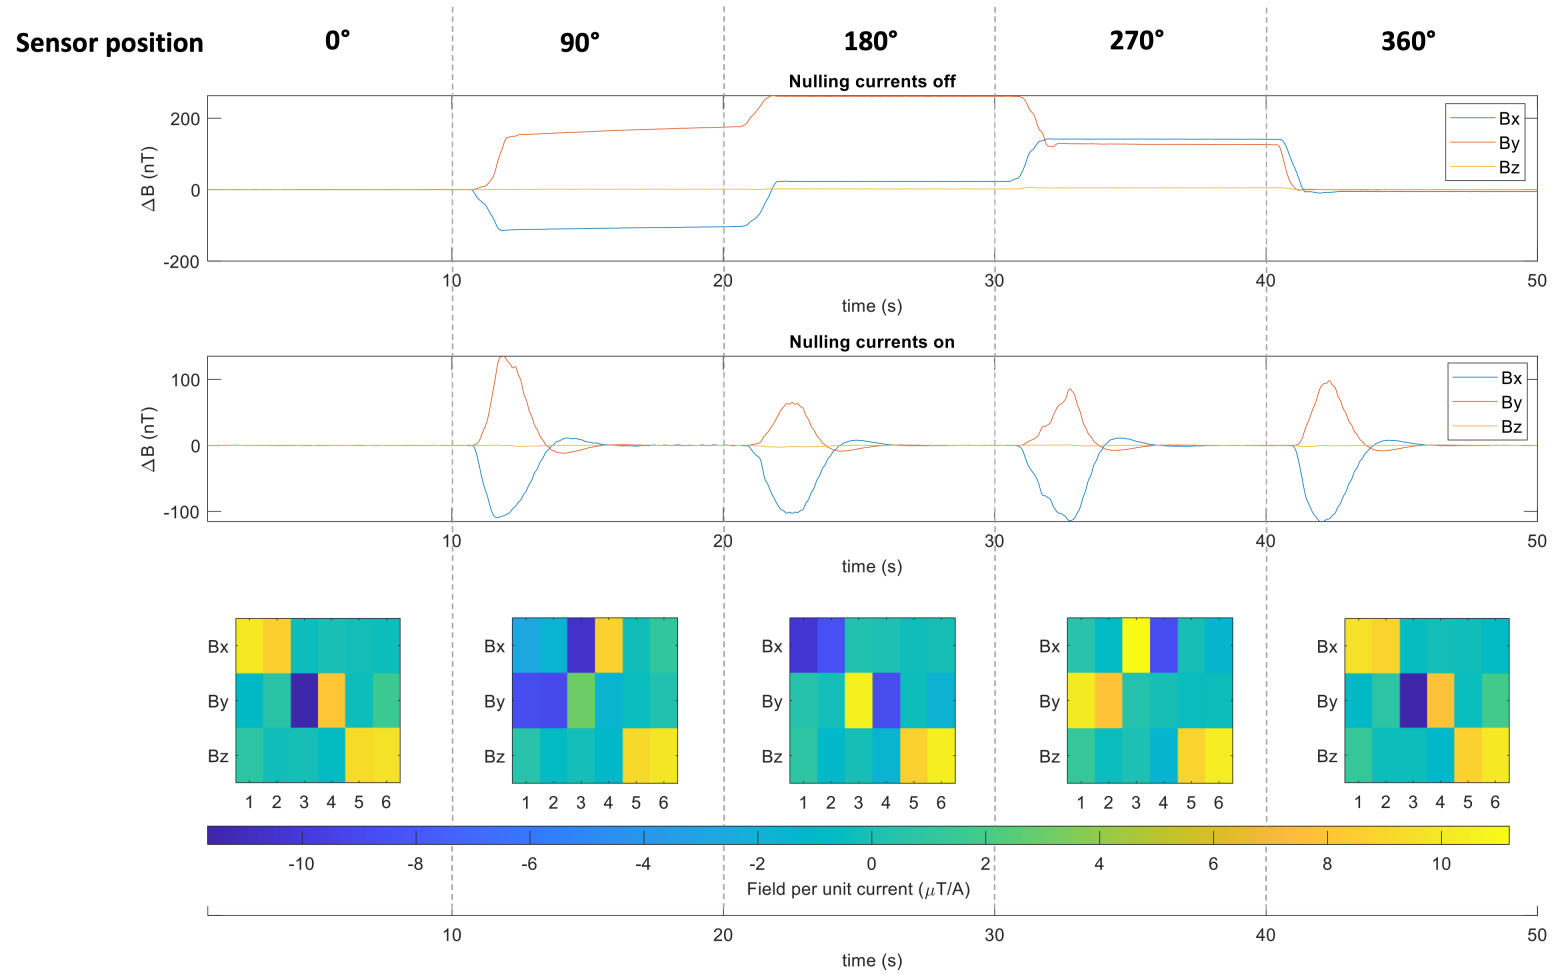 Sensor position 0° 90° 180° 270° 360°
Nulling currents off
200
0
-200
ΔB (nT)
Bx
By
Bz
10 20 30 40 50
time (s)
Nulling currents on
100
0
-100
ΔB (nT)
Bx
By
Bz
10 20 30 40 50
time (s)
Bx Bx Bx Bx Bx
By By By By By
Bz Bz Bz Bz Bz
1 2 3 4 5 6 1 2 3 4 5 6 1 2 3 4 5 6 1 2 3 4 5 6 1 2 3 4 5 6
-10 -8 -6 -4 -2 0 2 4 6 8 10
Field per unit current (μT/A)
10 20 30 40 50
time (s)